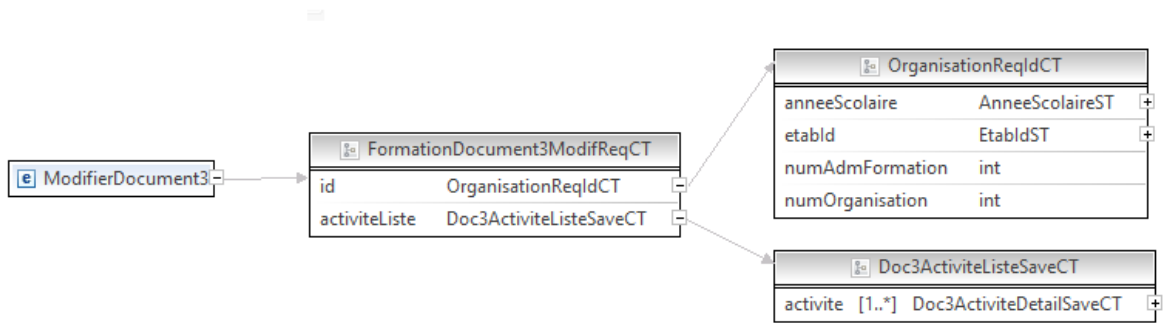 e ModifierDocument3
FormationDocument3ModifReqCT
id OrganisationReqIdCT
activiteListe Doc3ActiviteListeSaveCT
OrganisationReqIdCT
anneeScolaire AnneeScolaireST
etabId EtabIdST
numAdmFormation int
numOrganisation int
Doc3ActiviteListeSaveCT
activite [1..*] Doc3ActiviteDetailSaveCT